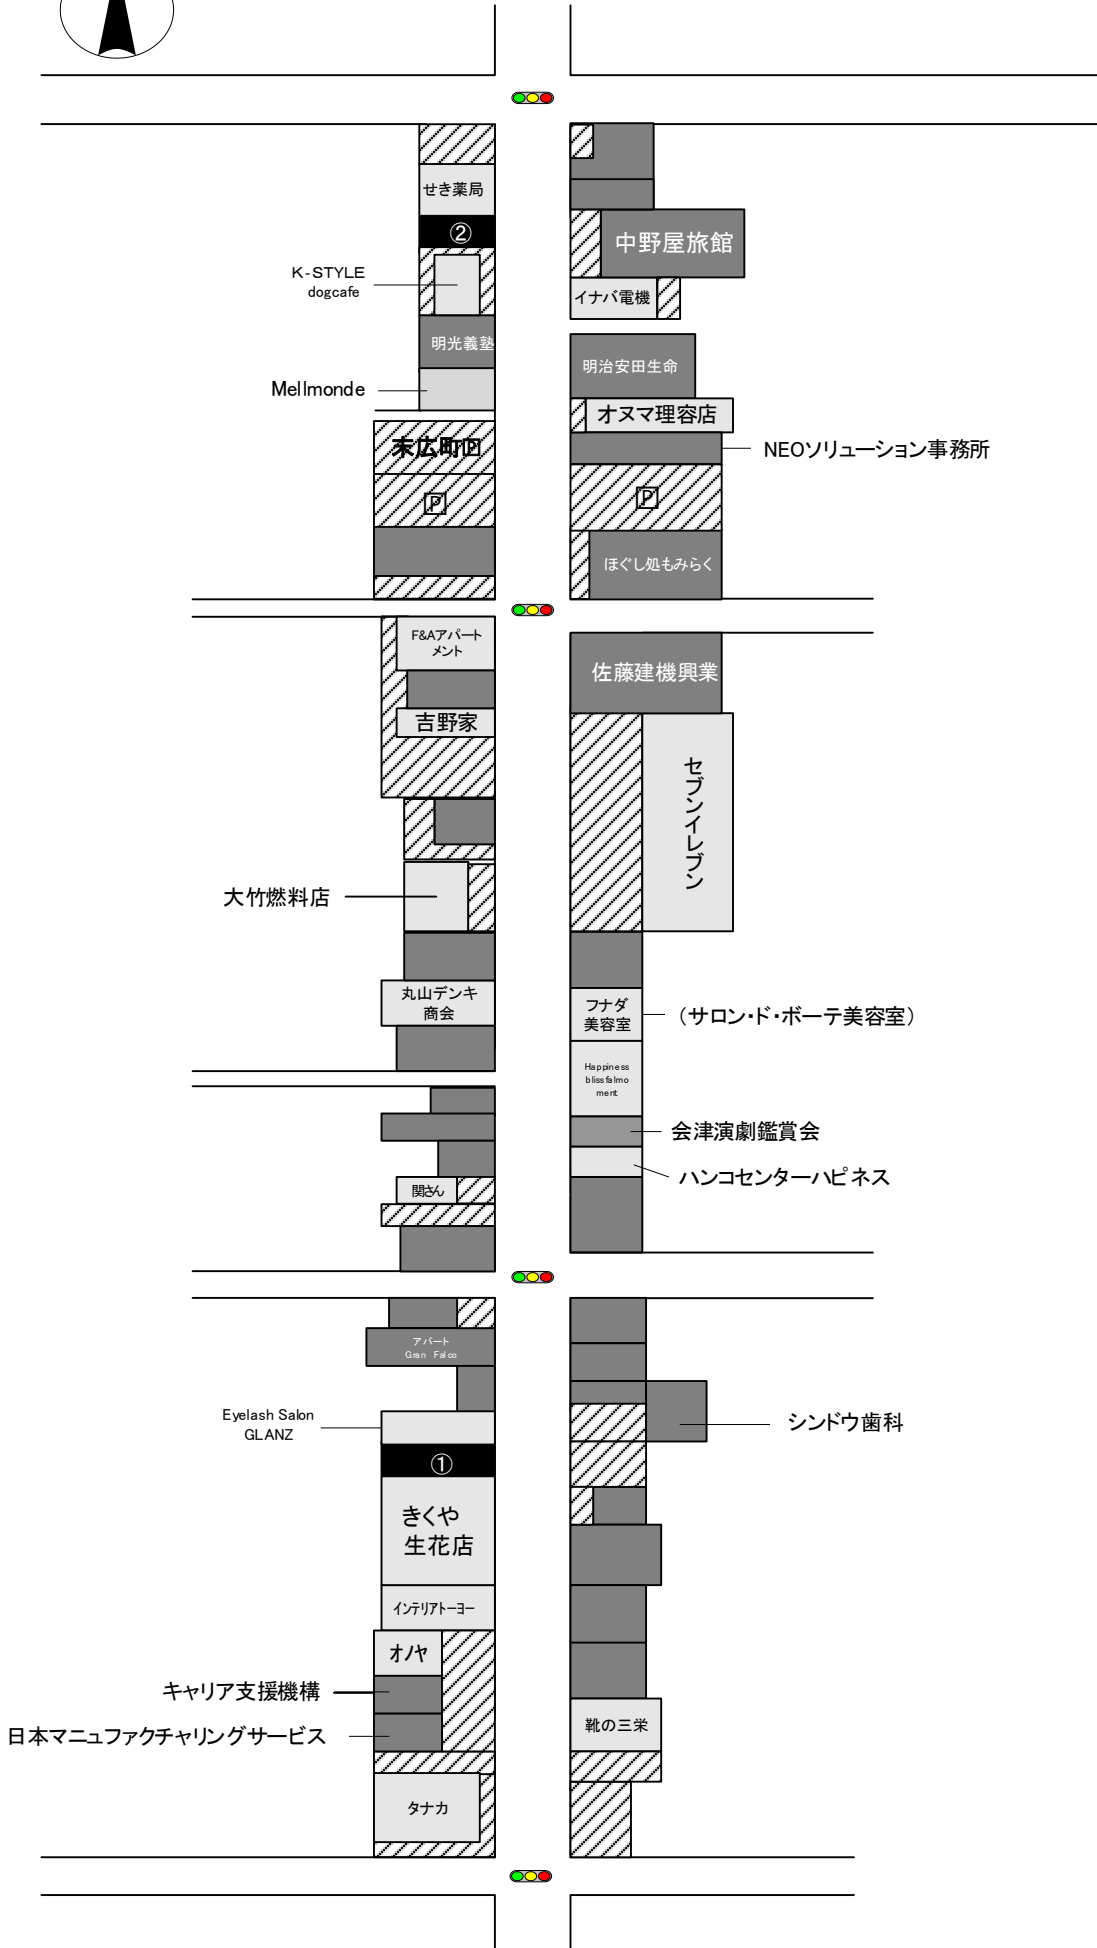 せき薬局
②
中野屋旅館
K-STYLE
dogcafe
イナバ電機
明光義塾
明治安田生命
Mellmonde
オヌマ理容店
末広町P
NEOソリューション事務所
P
P
ほぐし処もみらく
F&Aアパート
メント
佐藤建機興業
吉野家
セブンイレブン
大竹燃料店
丸山デンキ
商会
フナダ
美容室
（サロン・ド・ボーテ美容室）
Happiness
blissfalmo
ment
会津演劇鑑賞会
ハンコセンターハピネス
関さん
アパート
Gran Falco
Eyelash Salon
GLANZ
シンドウ歯科
①
きくや
生花店
インテリアトーヨー
オノヤ
キャリア支援機構
靴の三栄
日本マニュファクチャリングサービス
タナカ